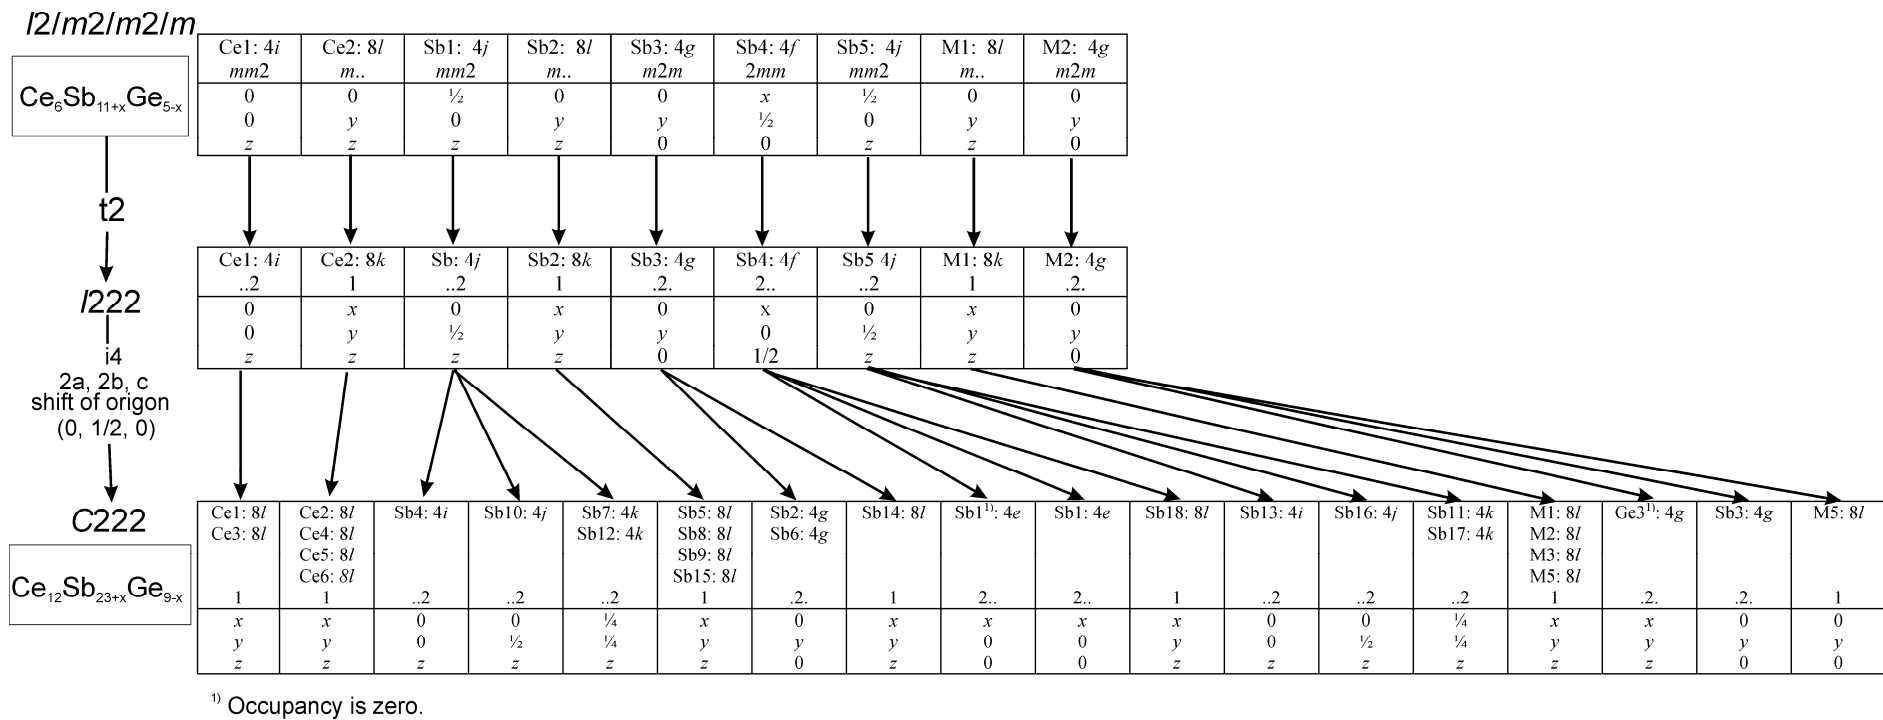 I2/m2/m2/m
Ce1: 4i Ce2: 8l Sb1: 4j Sb2: 8l Sb3: 4g Sb4: 4f Sb5: 4j M1: 8l M2: 4g
mm2 m.. mm2 m.. m2m 2mm mm2 m.. m2m
Ce6Sb11+xGe5-x
0 0 ½ 0 0 x ½ 0 0
0 y 0 y y ½ 0 y y
z z z z 0 0 z z 0
t2
Ce1: 4i Ce2: 8k Sb: 4j Sb2: 8k Sb3: 4g Sb4: 4f Sb5 4j M1: 8k M2: 4g
..2 1 ..2 1 .2. 2.. ..2 1 .2.
I222
0 x 0 x 0 x 0 x 0
0 y ½ y y 0 ½ y y
z z z z 0 1/2 z z 0
i4
2a, 2b, c
shift of origon
(0, 1/2, 0)
C222
Ce1: 8l Ce2: 8l Sb4: 4i Sb10: 4j Sb7: 4k Sb5: 8l Sb2: 4g Sb14: 8l Sb11): 4e Sb1: 4e Sb18: 8l Sb13: 4i Sb16: 4j Sb11: 4k M1: 8l Ge31): 4g Sb3: 4g M5: 8l
Ce3: 8l Ce4: 8l Sb12: 4k Sb8: 8l Sb6: 4g Sb17: 4k M2: 8l
Ce5: 8l Sb9: 8l M3: 8l
Ce6: 8l Sb15: 8l M5: 8l
Ce12Sb23+xGe9-x
1 1 ..2 ..2 ..2 1 .2. 1 2.. 2.. 1 ..2 ..2 ..2 1 .2. .2. 1
x x 0 0 ¼ x 0 x x x x 0 0 ¼ x x 0 0
y y 0 ½ ¼ y y y 0 0 y 0 ½ ¼ y y y y
z z z z z z 0 z 0 0 z z z z z z 0 0
1) Occupancy is zero.